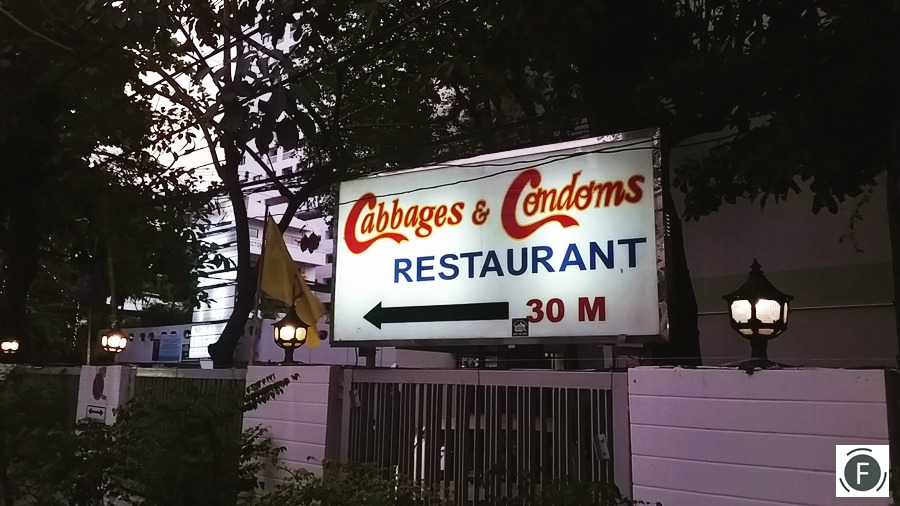 Cabbages & Condoms
RESTAURANT
30 M
F